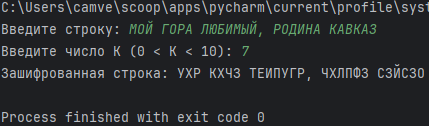 C:\Users\camve\scoop\apps\pycharm\current\profile\syst
Введите строку: МОЙ ГОРА ЛЮБИМЫЙ, РОДИНА КАВКАЗ
Введите число К (0 < К < 10): 7
Зашифрованная строка: УХР КХЧЗ ТЕИПУГР, ЧХЛПФЗ СЗЙСЗО
Process finished with exit code 0